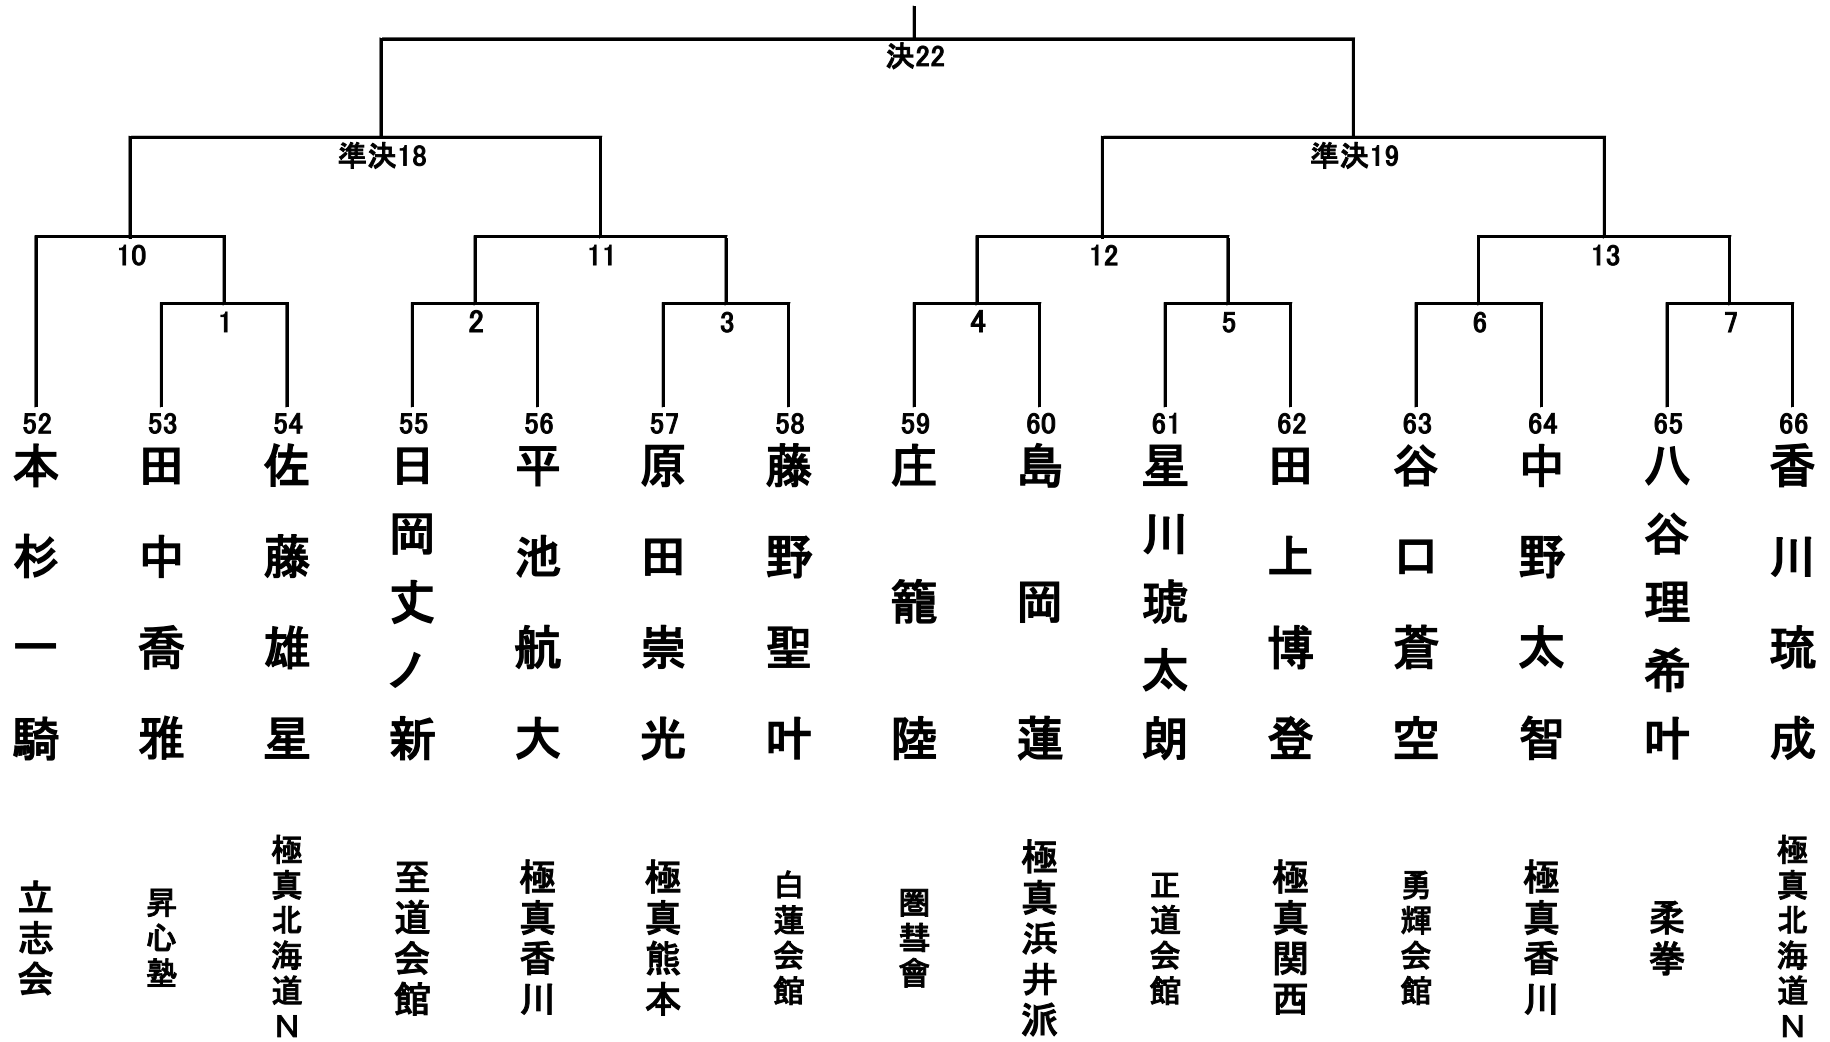 決22
準決18
準決19
10
11
12
13
1
2
3
4
5
6
7
52
本杉一騎
立志会
53
田中喬雅
昇心塾
54
佐藤雄星
極真北海道N
55
日岡丈ノ新
至道会館
56
平池航大
極真香川
57
原田崇光
極真熊本
58
藤野聖叶
白蓮会館
59
庄籠陸
圏彗會
60
島岡蓮
極真浜井派
61
星川琥太朗
正道会館
62
田上博登
極真関西
63
谷口蒼空
勇輝会館
64
中野太智
極真香川
65
八谷理希叶
柔拳
66
香川琉成
極真北海道N